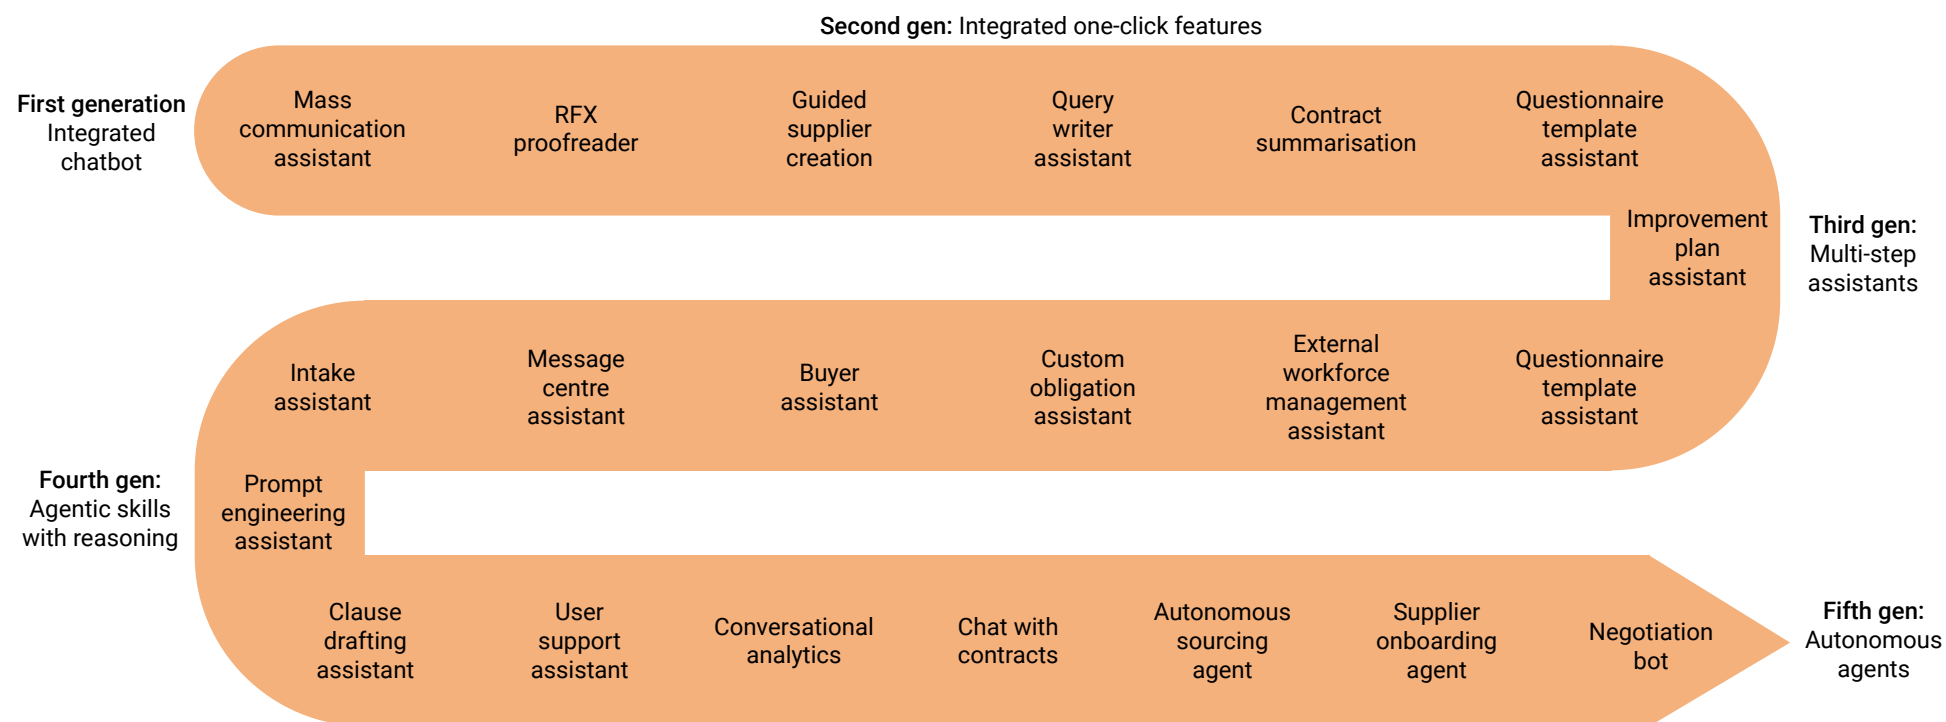 Second gen: Integrated one-click features
First generation
Integrated
chatbot
Mass
communication
assistant
RFX
proofreader
Guided
supplier
creation
Query
writer
assistant
Contract
summarisation
Questionnaire
template
assistant
Improvement
plan
assistant
Third gen:
Multi-step
assistants
Questionnaire
template
assistant
External
workforce
management
assistant
Custom
obligation
assistant
Buyer
assistant
Message
centre
assistant
Intake
assistant
Fourth gen:
Agentic skills
with reasoning
Prompt
engineering
assistant
Clause
drafting
assistant
User
support
assistant
Conversational
analytics
Chat with
contracts
Autonomous
sourcing
agent
Supplier
onboarding
agent
Negotiation
bot
Fifth gen:
Autonomous
agents